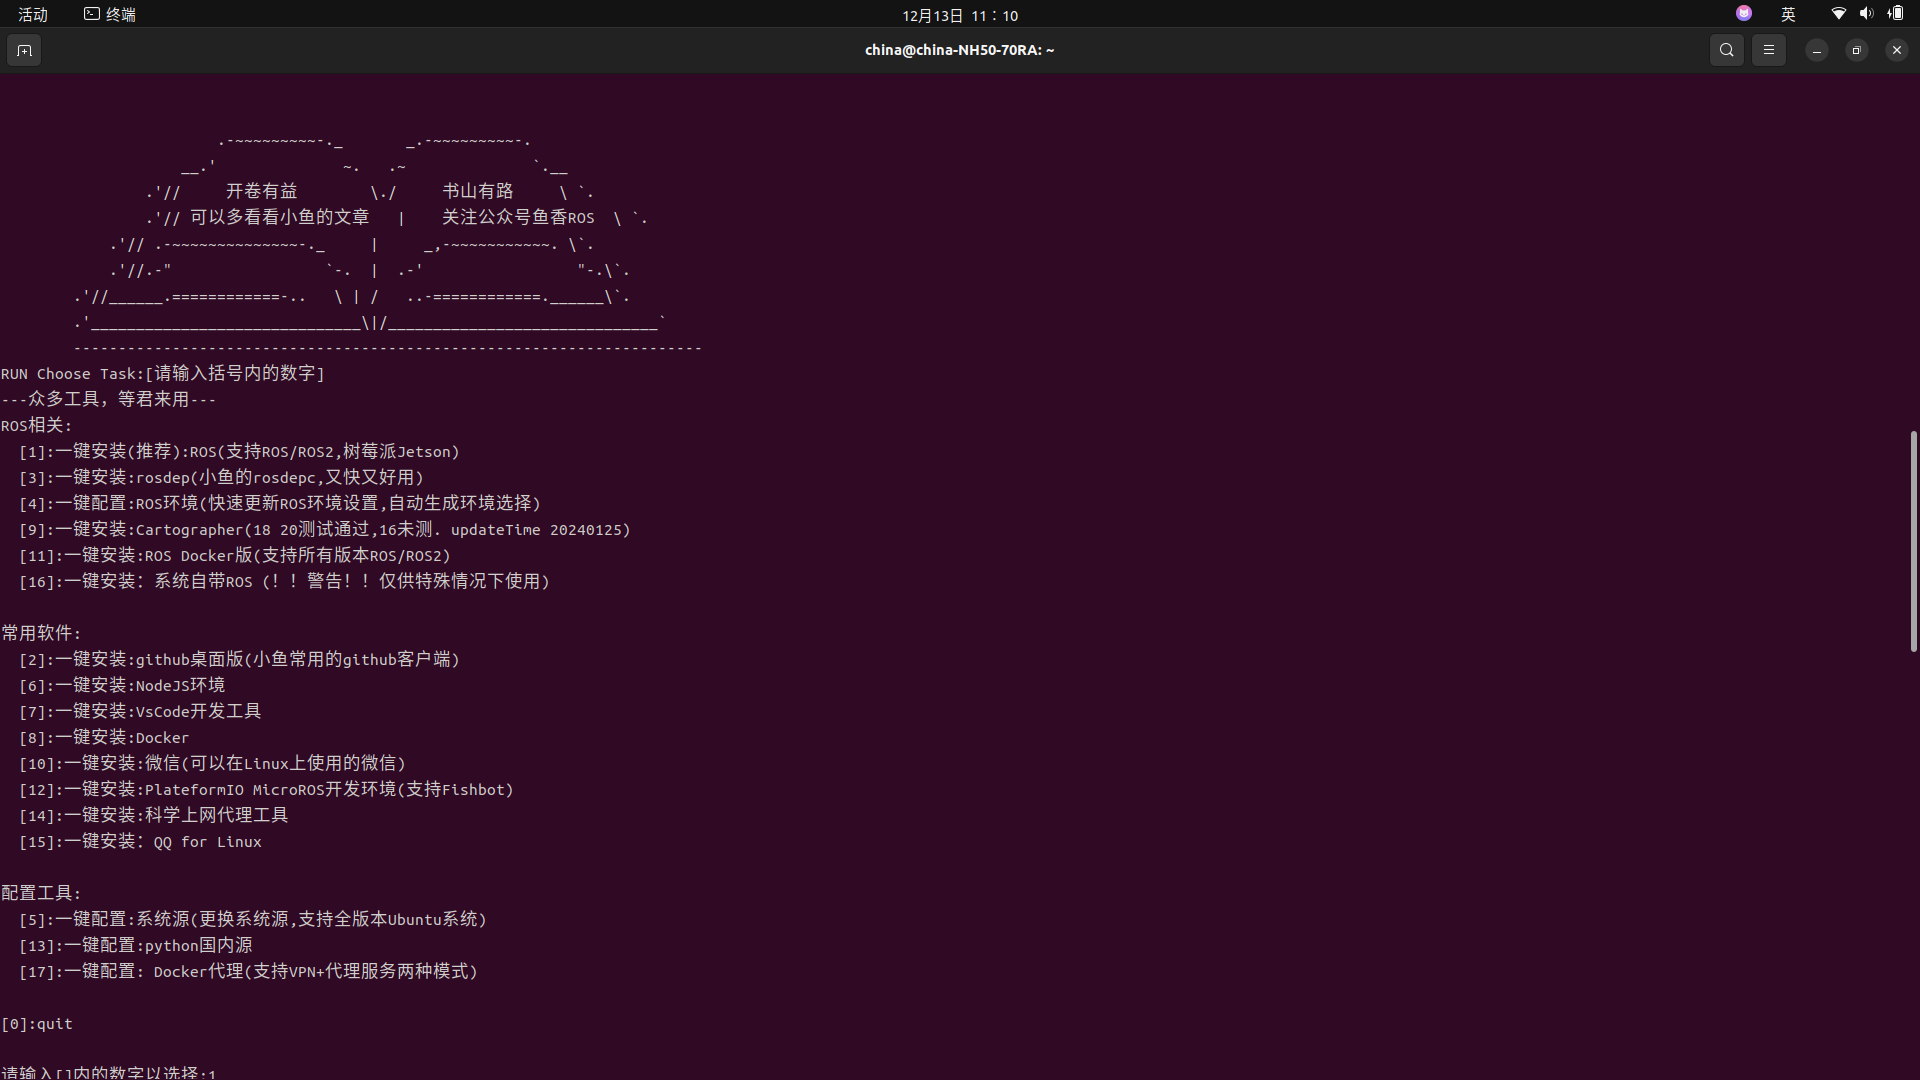 活动 终端 12月13日 11：10 英
china@china-NH50-70RA: ~
.-~~~~~~~~~-._       _.-~~~~~~~~~-.
__.'              ~.   .~              `.__
.'//     开卷有益        \./     书山有路     \ `.
.'// 可以多看看小鱼的文章   |    关注公众号鱼香ROS  \ `.
.'// .-~~~~~~~~~~~~~~-._     |     _,-~~~~~~~~~~~. \`.
.'//.-"                 `-.  |  .-'                 "-.\`.
.'//______.============-..   \ | /   ..-============.______\`.
.'______________________________\|/______________________________`
----------------------------------------------------------------------
RUN Choose Task:[请输入括号内的数字]
---众多工具，等君来用---
ROS相关:
[1]:一键安装(推荐):ROS(支持ROS/ROS2,树莓派Jetson)
[3]:一键安装:rosdep(小鱼的rosdepc,又快又好用)
[4]:一键配置:ROS环境(快速更新ROS环境设置,自动生成环境选择)
[9]:一键安装:Cartographer(18 20测试通过,16未测. updateTime 20240125)
[11]:一键安装:ROS Docker版(支持所有版本ROS/ROS2)
[16]:一键安装：系统自带ROS (！！警告！！仅供特殊情况下使用)
常用软件:
[2]:一键安装:github桌面版(小鱼常用的github客户端)
[6]:一键安装:NodeJS环境
[7]:一键安装:VsCode开发工具
[8]:一键安装:Docker
[10]:一键安装:微信(可以在Linux上使用的微信)
[12]:一键安装:PlateformIO MicroROS开发环境(支持Fishbot)
[14]:一键安装:科学上网代理工具
[15]:一键安装：QQ for Linux
配置工具:
[5]:一键配置:系统源(更换系统源,支持全版本Ubuntu系统)
[13]:一键配置:python国内源
[17]:一键配置: Docker代理(支持VPN+代理服务两种模式)
[0]:quit
请输入[]内的数字以选择:1